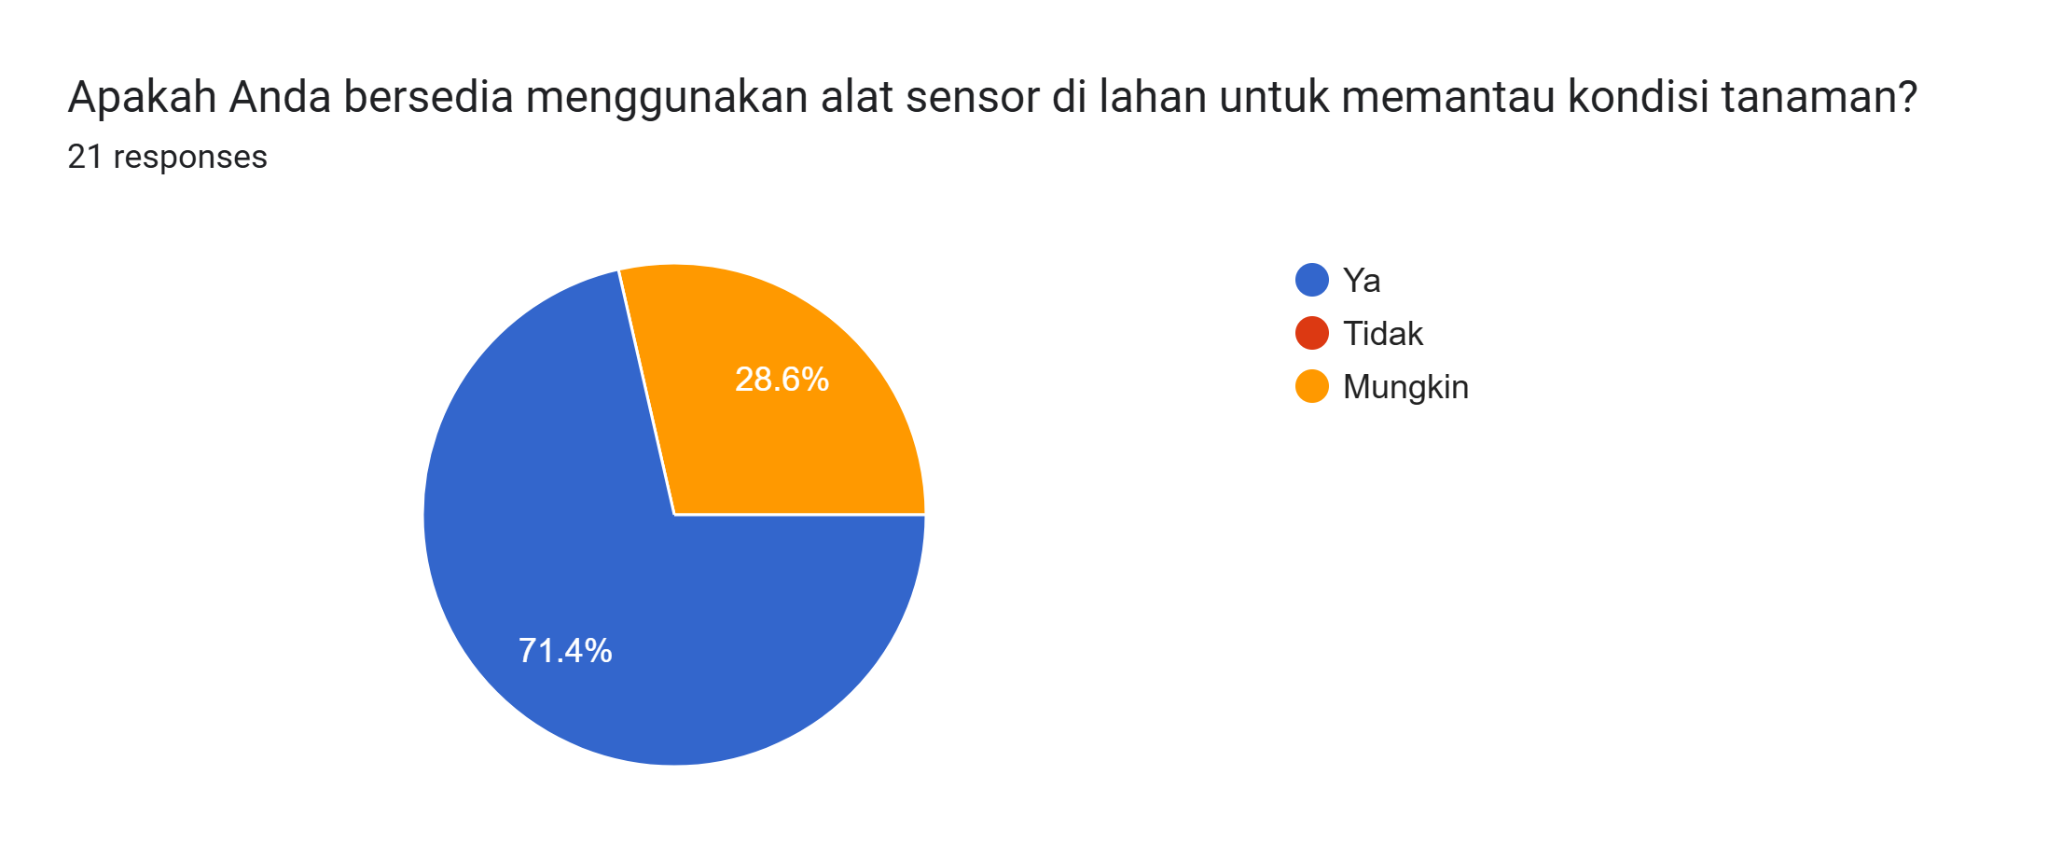 Apakah Anda bersedia menggunakan alat sensor di lahan untuk memantau kondisi tanaman?
21 responses
Ya
Tidak
Mungkin
28.6%
71.4%